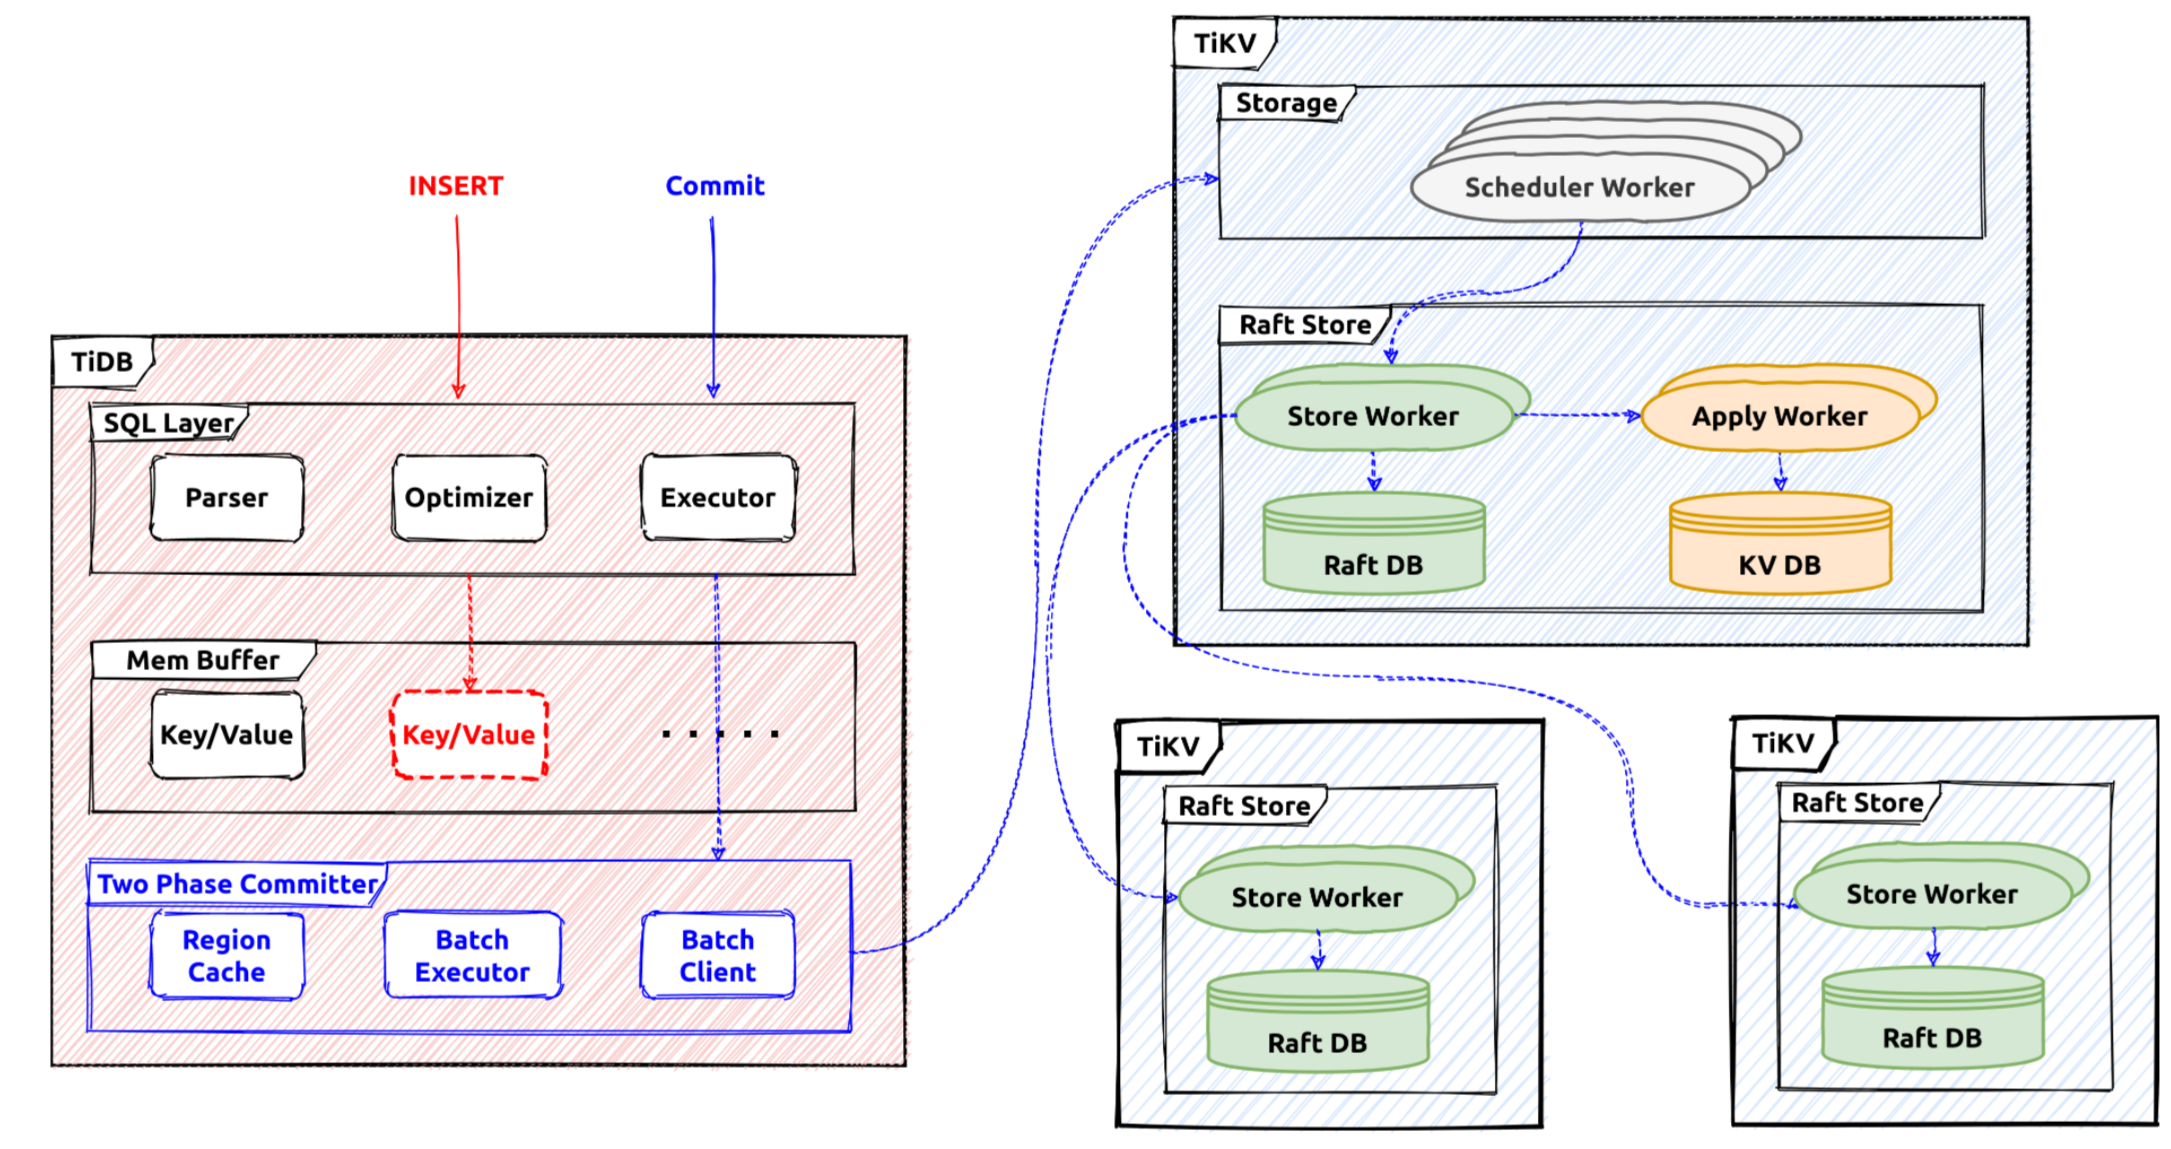 INSERT
Commit
TiDB
SQL Layer
Parser
Optimizer
Executor
Mem Buffer
Key/Value
Key/Value
. . . . .
Two Phase Committer
Region
Cache
Batch
Executor
Batch
Client
TiKV
Storage
Scheduler Worker
Raft Store
Store Worker
Apply Worker
Raft DB
KV DB
TiKV
Raft Store
Store Worker
Raft DB
TiKV
Raft Store
Store Worker
Raft DB